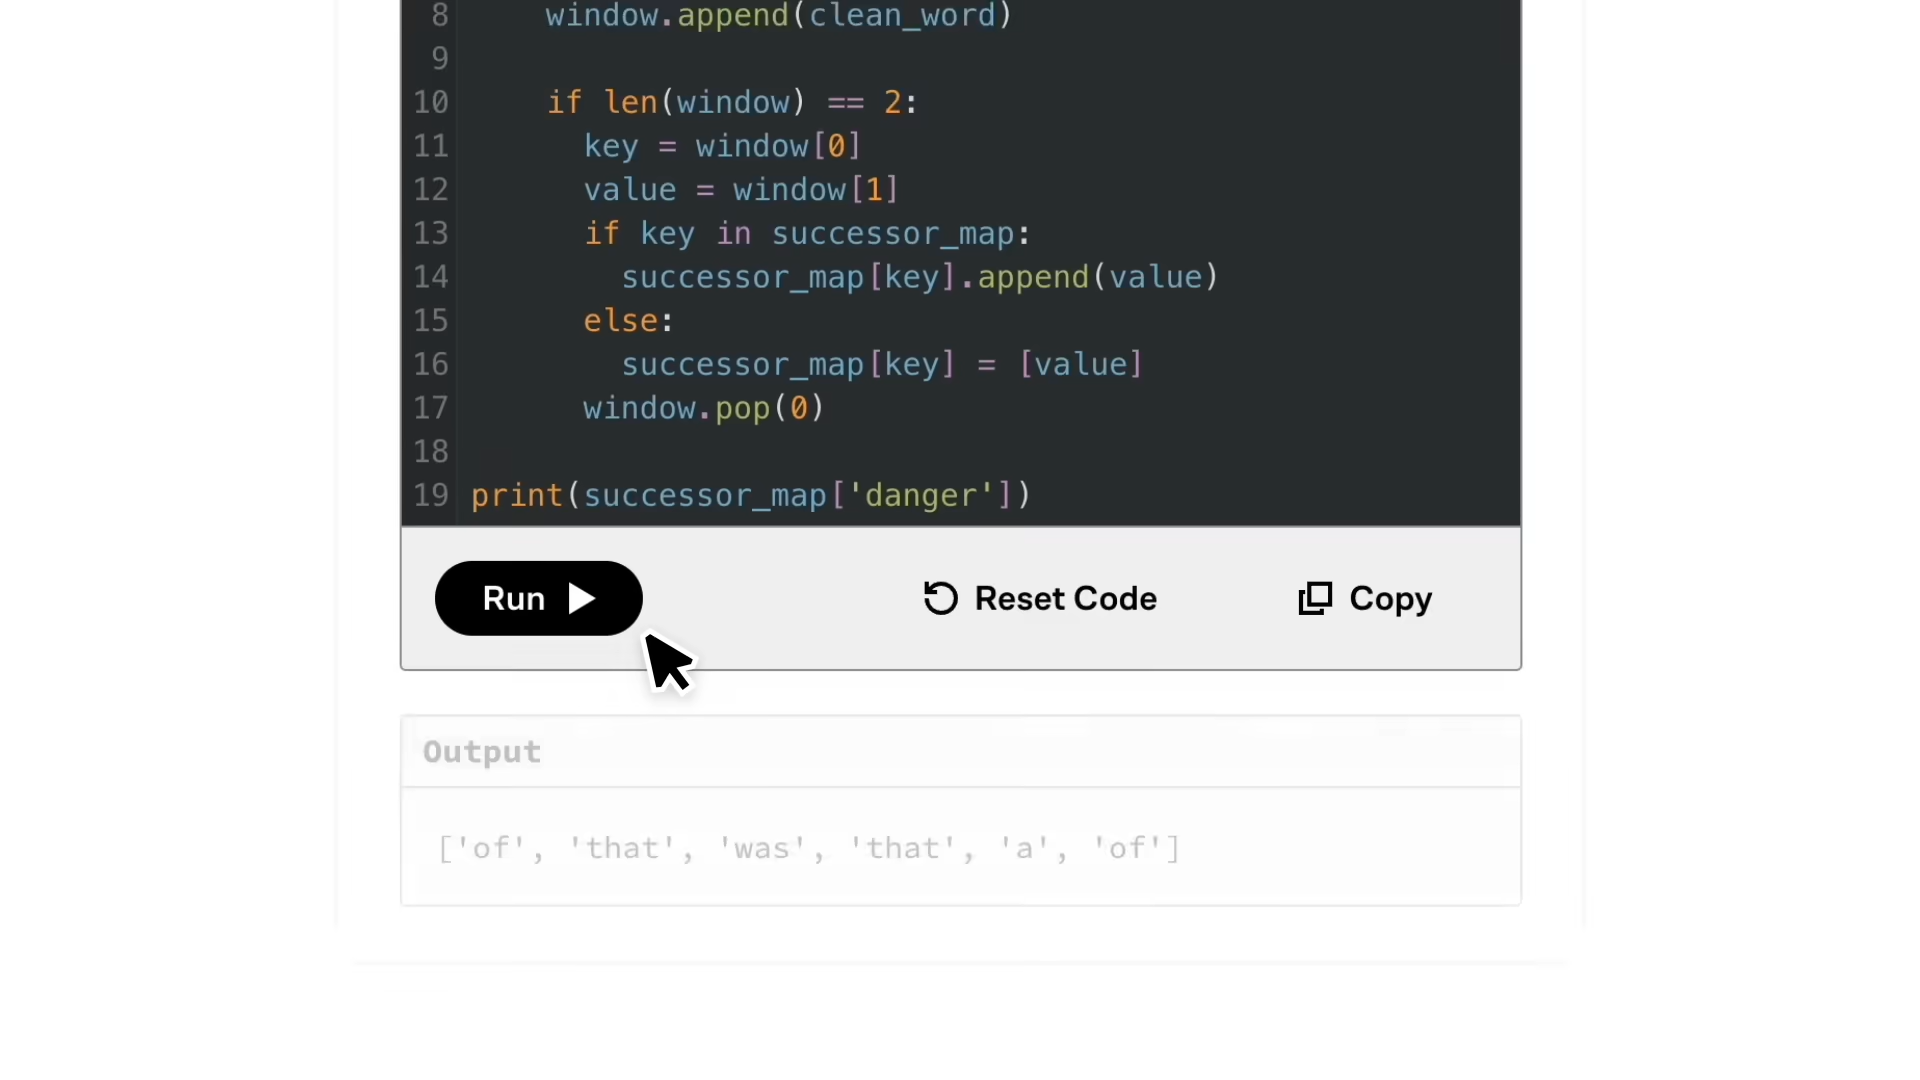 8 window.append(clean_word)
9
10 if len(window) == 2:
11 key = window[0]
12 value = window[1]
13 if key in successor_map:
14 successor_map[key].append(value)
15 else:
16 successor_map[key] = [value]
17 window.pop(0)
18
19 print(successor_map['danger'])
Run Reset Code Copy
Output
['of', 'that', 'was', 'that', 'a', 'of']